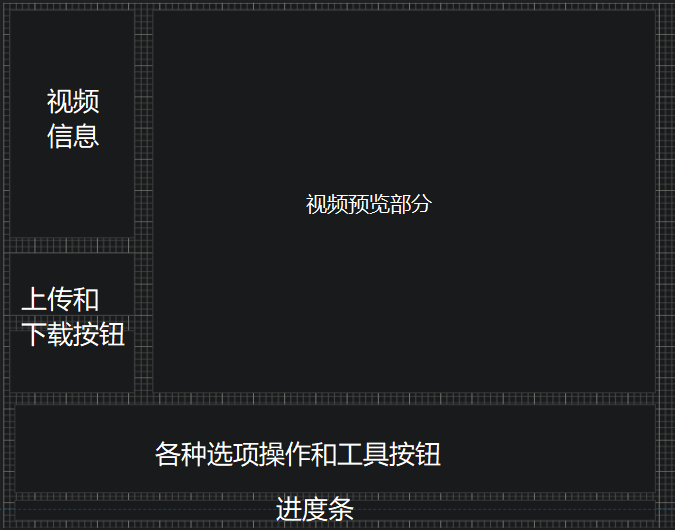 视频
信息
视频预览部分
上传和
下载按钮
各种选项操作和工具按钮
进度条